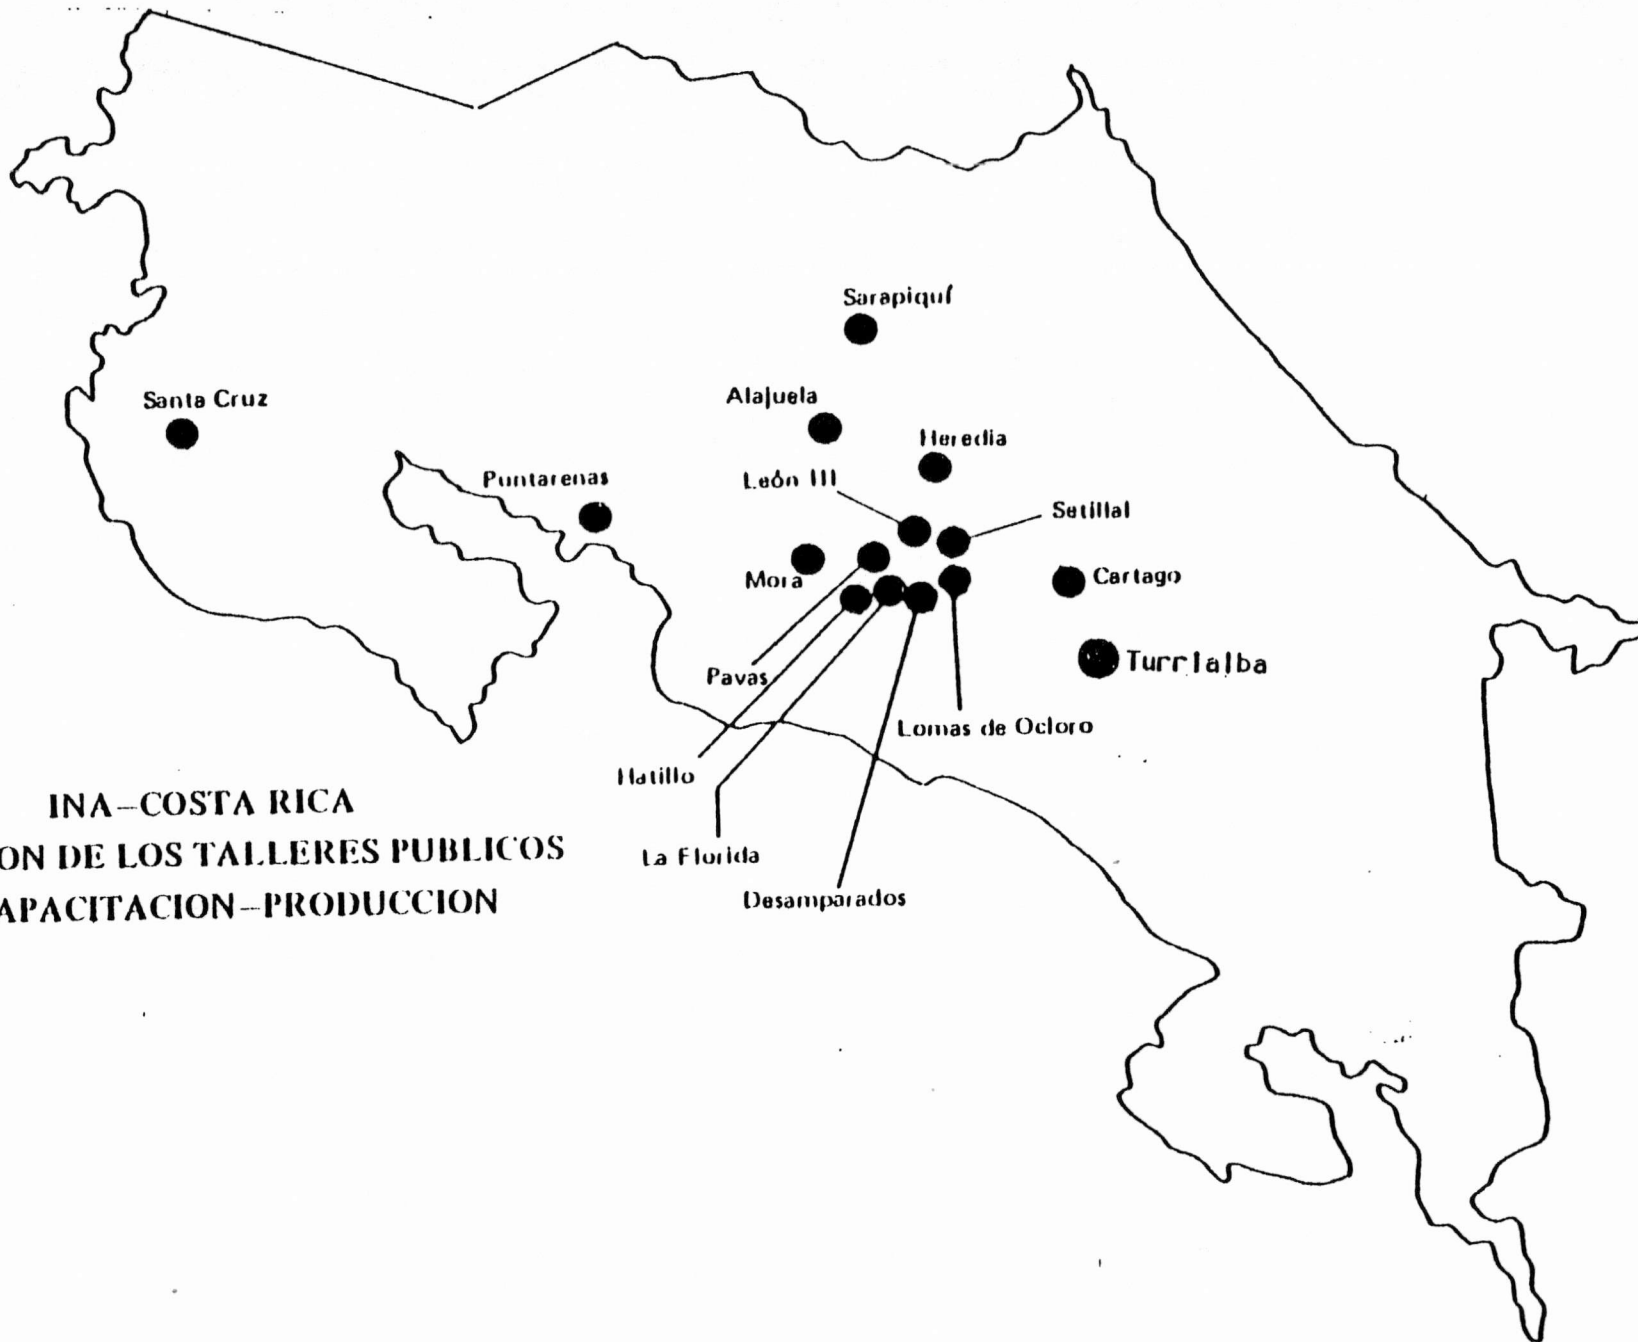 Sarapiquí
Alajuela
Santa Cruz
Heredia
Puntarenas
León III
Setillal
Mora
Cartago
Turrialba
Pavas
Lomas de Ocloro
Hatillo
La Florida
Desamparados
INA-COSTA RICA
ON DE LOS TALLERES PUBLICOS
APACITACION-PRODUCCION